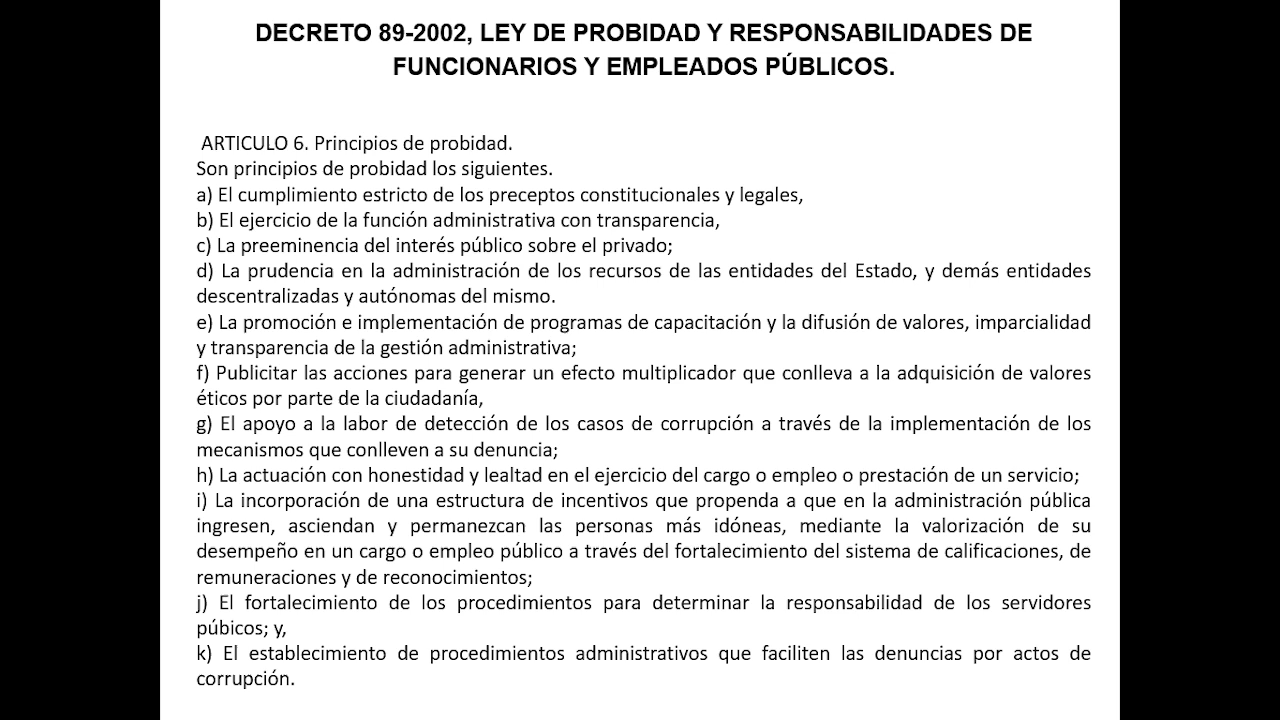 DECRETO 89-2002, LEY DE PROBIDAD Y RESPONSABILIDADES DE
FUNCIONARIOS Y EMPLEADOS PÚBLICOS.
ARTICULO 6. Principios de probidad.
Son principios de probidad los siguientes.
a) El cumplimiento estricto de los preceptos constitucionales y legales,
b) El ejercicio de la función administrativa con transparencia,
c) La preeminencia del interés público sobre el privado;
d) La prudencia en la administración de los recursos de las entidades del Estado, y demás entidades
descentralizadas y autónomas del mismo.
e) La promoción e implementación de programas de capacitación y la difusión de valores, imparcialidad
y transparencia de la gestión administrativa;
f) Publicitar las acciones para generar un efecto multiplicador que conlleva a la adquisición de valores
éticos por parte de la ciudadanía,
g) El apoyo a la labor de detección de los casos de corrupción a través de la implementación de los
mecanismos que conlleven a su denuncia;
h) La actuación con honestidad y lealtad en el ejercicio del cargo o empleo o prestación de un servicio;
i) La incorporación de una estructura de incentivos que propenda a que en la administración pública
ingresen, asciendan y permanezcan las personas más idóneas, mediante la valorización de su
desempeño en un cargo o empleo público a través del fortalecimiento del sistema de calificaciones, de
remuneraciones y de reconocimientos;
j) El fortalecimiento de los procedimientos para determinar la responsabilidad de los servidores
púbicos; y,
k) El establecimiento de procedimientos administrativos que faciliten las denuncias por actos de
corrupción.